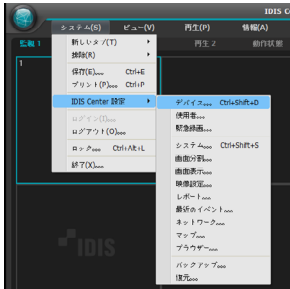 IDIS C
システム(S) ビュー(V) 再生(P) 情報(A)
監視 1 再生 2 動作状態
1
新しいタブ(T)
排除(R)
保存(E)... Ctrl+E
プリント(P)... Ctrl+P
IDIS Center 設定
ログイン(I)...
ログアウト(O)...
ロック... Ctrl+Alt+L
終了(X)...
デバイス... Ctrl+Shift+D
使用者...
緊急録画...
システム... Ctrl+Shift+S
画面分割...
画面表示...
映像設定...
レポート...
最近のイベント...
ネットワーク...
マップ...
ブラウザー...
バックアップ...
復元...
IDIS